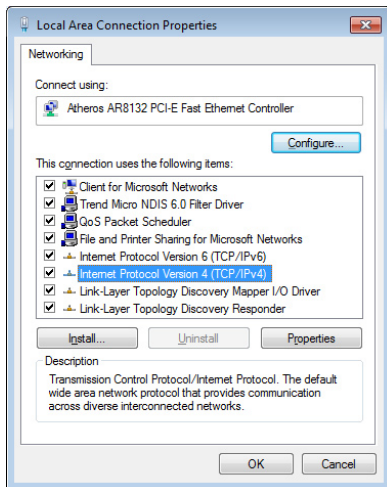 Local Area Connection Properties
Networking
Connect using:
Atheros AR8132 PCI-E Fast Ethernet Controller
Configure...
This connection uses the following items:
Client for Microsoft Networks
Trend Micro NDIS 6.0 Filter Driver
QoS Packet Scheduler
File and Printer Sharing for Microsoft Networks
Internet Protocol Version 6 (TCP/IPv6)
Internet Protocol Version 4 (TCP/IPv4)
Link-Layer Topology Discovery Mapper I/O Driver
Link-Layer Topology Discovery Responder
Install... Uninstall Properties
Description
Transmission Control Protocol/Internet Protocol. The default
wide area network protocol that provides communication
across diverse interconnected networks.
OK Cancel